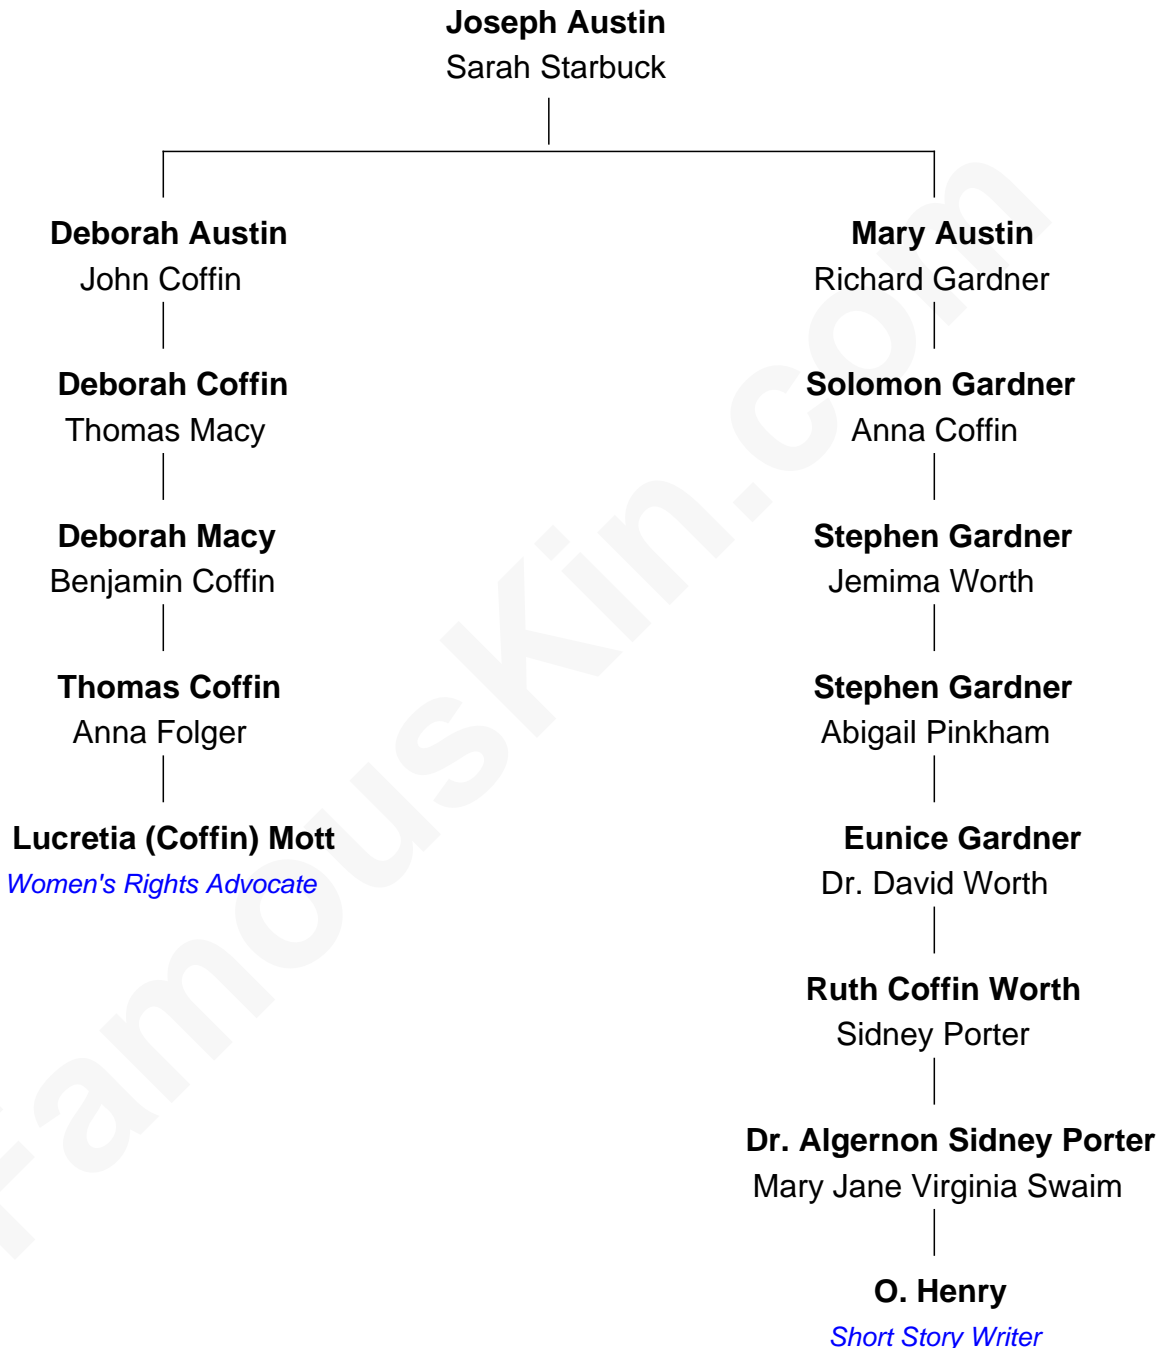 Joseph Austin
Sarah Starbuck
Deborah Austin
John Coffin
Mary Austin
Richard Gardner
Deborah Coffin
Thomas Macy
Solomon Gardner
Anna Coffin
Deborah Macy
Benjamin Coffin
Stephen Gardner
Jemima Worth
Thomas Coffin
Anna Folger
Stephen Gardner
Abigail Pinkham
Lucretia (Coffin) Mott
Women's Rights Advocate
Eunice Gardner
Dr. David Worth
Ruth Coffin Worth
Sidney Porter
Dr. Algernon Sidney Porter
Mary Jane Virginia Swaim
O. Henry
Short Story Writer
FamousKin.com